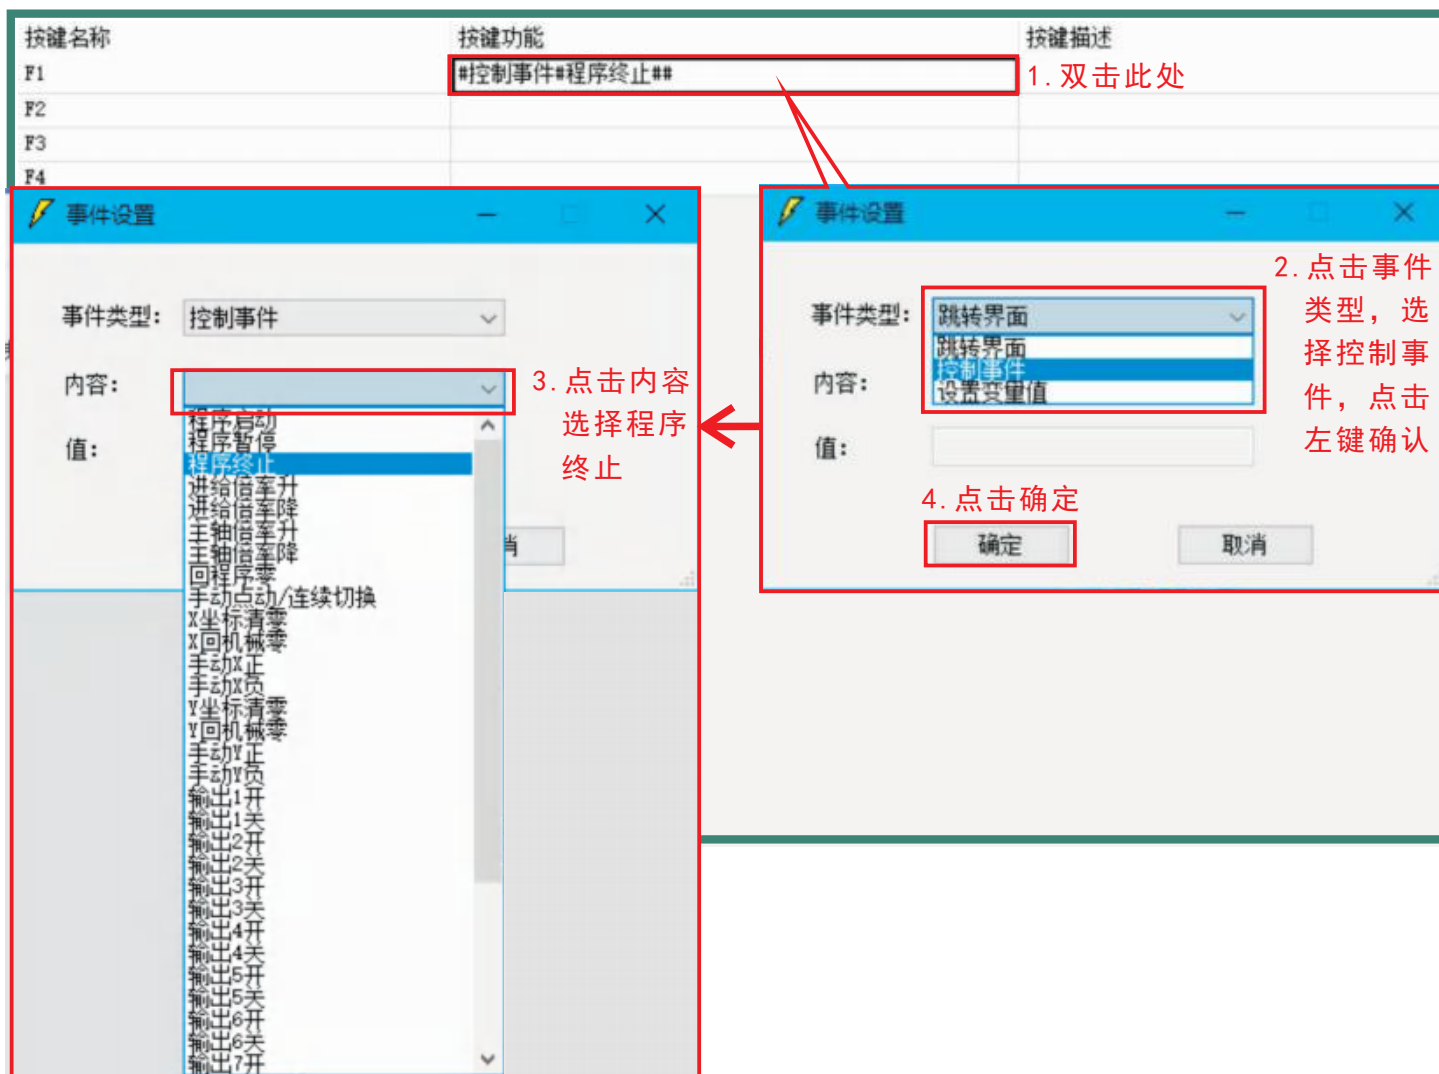 按键名称 按键功能 按键描述
F1 #控制事件#程序终止## 1.双击此处
F2
F3
F4
事件设置
事件类型： 控制事件
内容：
值：
3.点击内容
选择程序
终止
程序启动
程序暂停
程序终止
进给倍率升
进给倍率降
主轴倍率升
主轴倍率降
回程序零
手动点动/连续切换
X坐标清零
X回机械零
手动X正
手动X负
Y坐标清零
Y回机械零
手动Y正
手动Y负
输出1开
输出1关
输出2开
输出2关
输出3开
输出3关
输出4开
输出4关
输出5开
输出5关
输出6开
输出6关
输出7开
消
事件设置
2.点击事件
类型，选
择控制事
件，点击
左键确认
事件类型： 跳转界面
跳转界面
控制事件
设置变量值
内容：
值：
4.点击确定
确定 取消